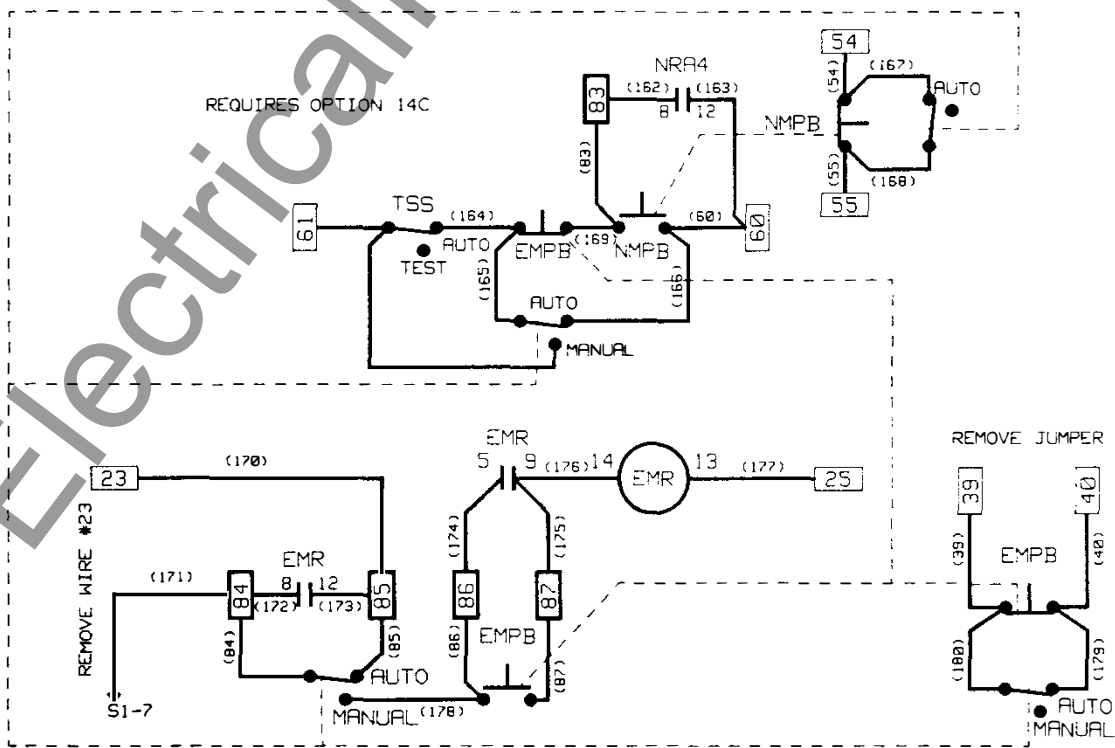 54
(54)
(167)
AUTO
NRA4
(162)
(163)
83
8
12
REQUIRES OPTION 14C
NMPB
(83)
(55)
(168)
55
TSS
(164)
61
AUTO
TEST
EMPB
(169)
NMPB
(60)
60
(165)
(166)
AUTO
MANUAL
EMR
5
9
(176)
14
EMR
13
(177)
25
REMOVE JUMPER
(170)
23
39
40
REMOVE WIRE #23
(174)
(175)
(39)
(40)
EMPB
(171)
84
EMR
8
12
(172)
(173)
85
86
87
EMPB
(84)
(85)
(86)
(87)
AUTO
(180)
(179)
S1-7
MANUAL
(178)
AUTO
MANUAL
Electrical